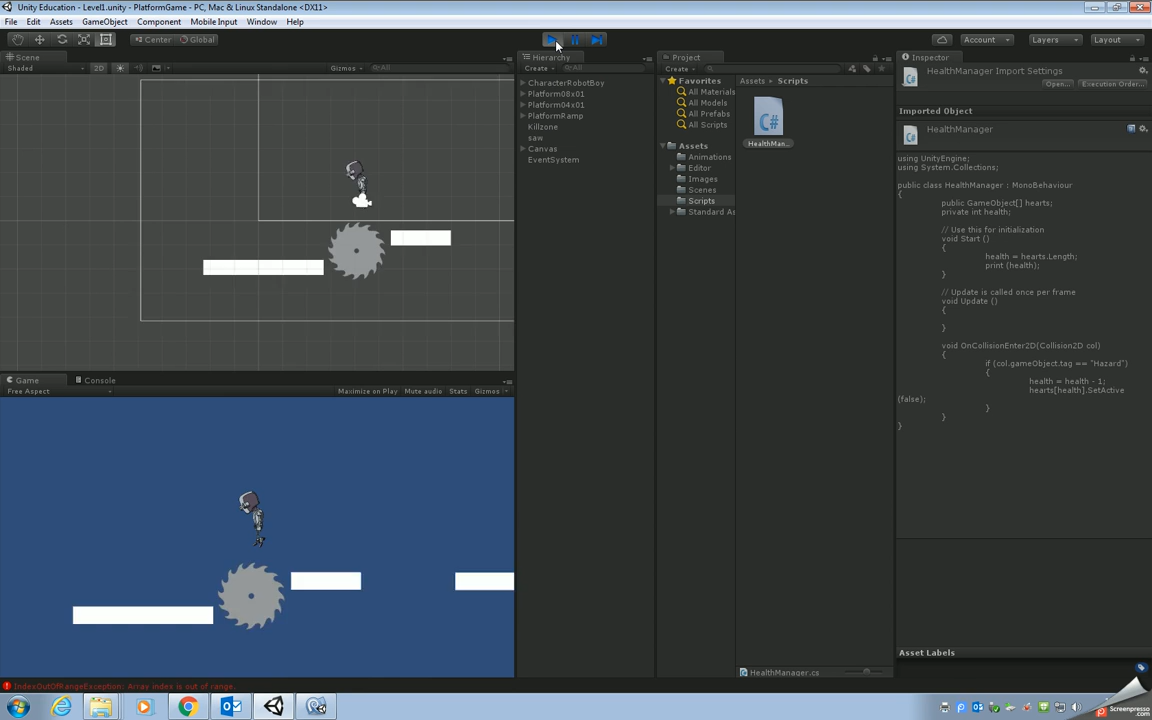 Unity Education - Level1.unity - PlatformGame - PC, Mac & Linux Standalone <DX11>
File Edit Assets GameObject Component Mobile Input Window Help
Center Global Account Layers Layout
Scene
Shaded 2D Gizmos All
Game Console
Free Aspect Maximize on Play Mute audio Stats Gizmos
IndexOutOfRangeException: Array index is out of range.
Hierarchy
Create All
CharacterRobotBoy
Platform08x01
Platform04x01
PlatformRamp
Killzone
saw
Canvas
EventSystem
Project
Create
Favorites
All Materials
All Models
All Prefabs
All Scripts
Assets
Animations
Editor
Images
Scenes
Scripts
Standard As
Assets Scripts
C#
HealthMan...
HealthManager.cs
Inspector
HealthManager Import Settings
Open... Execution Order...
Imported Object
HealthManager
using UnityEngine;
using System.Collections;
public class HealthManager : MonoBehaviour
{
public GameObject[] hearts;
private int health;
// Use this for initialization
void Start ()
{
health = hearts.Length;
print (health);
}
// Update is called once per frame
void Update ()
{
}
void OnCollisionEnter2D(Collision2D col)
{
if (col.gameObject.tag == "Hazard")
{
health = health - 1;
hearts[health].SetActive
(false);
}
}
}
Asset Labels
Screenpresso.com